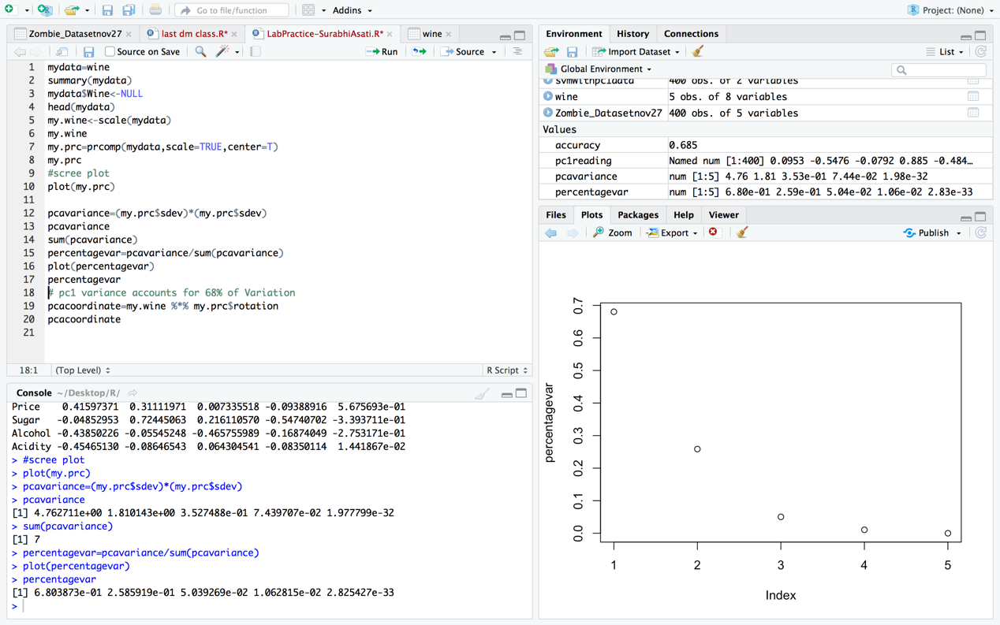 Go to file/function
Addins
Project: (None)
Zombie_Datasetnov27
last dm class.R*
LabPractice-SurabhiAsati.R*
wine
Source on Save
Run
Source
1 mydata=wine
2 summary(mydata)
3 mydata$Wine<-NULL
4 head(mydata)
5 my.wine<-scale(mydata)
6 my.wine
7 my.prc=prcomp(mydata,scale=TRUE,center=T)
8 my.prc
9 #scree plot
10 plot(my.prc)
11
12 pcavariance=(my.prc$sdev)*(my.prc$sdev)
13 pcavariance
14 sum(pcavariance)
15 percentagevar=pcavariance/sum(pcavariance)
16 plot(percentagevar)
17 percentagevar
18 # pc1 variance accounts for 68% of Variation
19 pcacoordinate=my.wine %*% my.prc$rotation
20 pcacoordinate
21
18:1 (Top Level) R Script
Console ~/Desktop/R/
Price 0.41597371 0.31111971 0.007335518 -0.09388916 5.675693e-01
Sugar -0.04852953 0.72445063 0.216110570 -0.54740702 -3.393711e-01
Alcohol -0.43850226 -0.05545248 -0.465755989 -0.16874049 -2.753171e-01
Acidity -0.45465130 -0.08646543 0.064304541 -0.08350114 1.441867e-02
> #scree plot
> plot(my.prc)
> pcavariance=(my.prc$sdev)*(my.prc$sdev)
> pcavariance
[1] 4.762711e+00 1.810143e+00 3.527488e-01 7.439707e-02 1.977799e-32
> sum(pcavariance)
[1] 7
> percentagevar=pcavariance/sum(pcavariance)
> plot(percentagevar)
> percentagevar
[1] 6.803873e-01 2.585919e-01 5.039269e-02 1.062815e-02 2.825427e-33
>
Environment History Connections
Import Dataset List
Global Environment
svmwithpc1data 400 obs. of 2 variables
wine 5 obs. of 8 variables
Zombie_Datasetnov27 400 obs. of 5 variables
Values
accuracy 0.685
pc1reading Named num [1:400] 0.0953 -0.5476 -0.0792 0.885 -0.484…
pcavariance num [1:5] 4.76 1.81 3.53e-01 7.44e-02 1.98e-32
percentagevar num [1:5] 6.80e-01 2.59e-01 5.04e-02 1.06e-02 2.83e-33
Files Plots Packages Help Viewer
Zoom Export Publish
percentagevar
0.7
0.6
0.5
0.4
0.3
0.2
0.1
0.0
1 2 3 4 5
Index